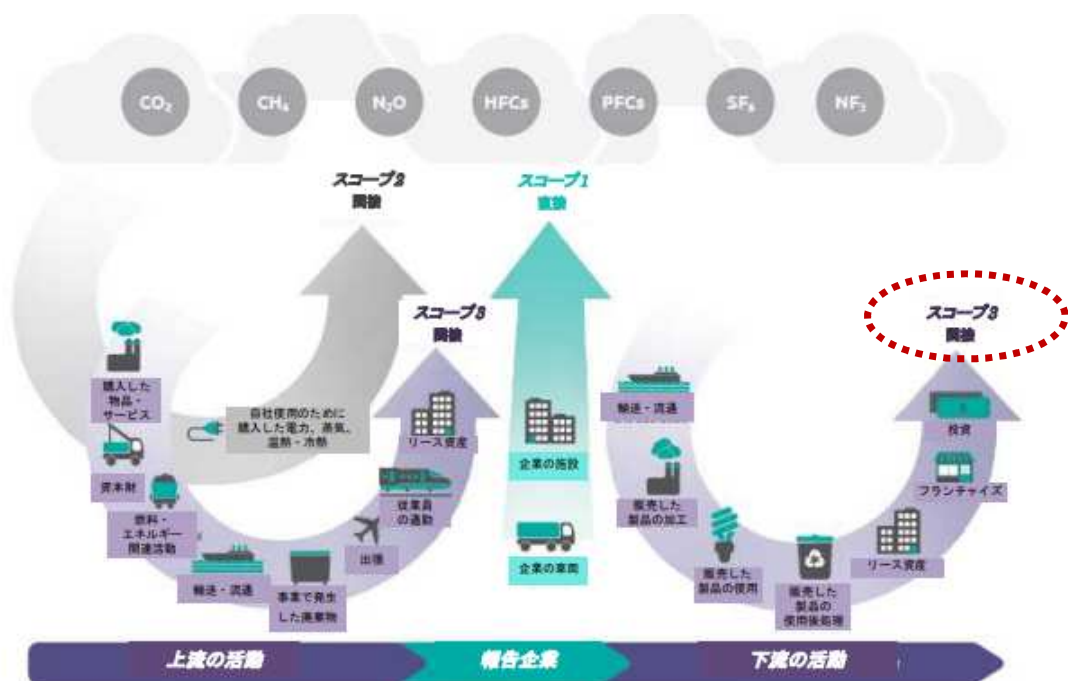 CO₂
CH₄
N₂O
HFCs
PFCs
SF₆
NF₃
スコープ2
間接
スコープ1
直接
スコープ3
間接
スコープ3
間接
購入した
物品・
サービス
資本財
燃料・
エネルギー
関連活動
輸送・流通
事業で発生
した廃棄物
出張
従業員
の通勤
リース資産
自社使用のために
購入した電力、蒸気、
温熱・冷熱
企業の施設
企業の車両
輸送・流通
販売した
製品の加工
販売した
製品の使用
販売した
製品の
使用後処理
リース資産
フランチャイズ
投資
上流の活動
報告企業
下流の活動